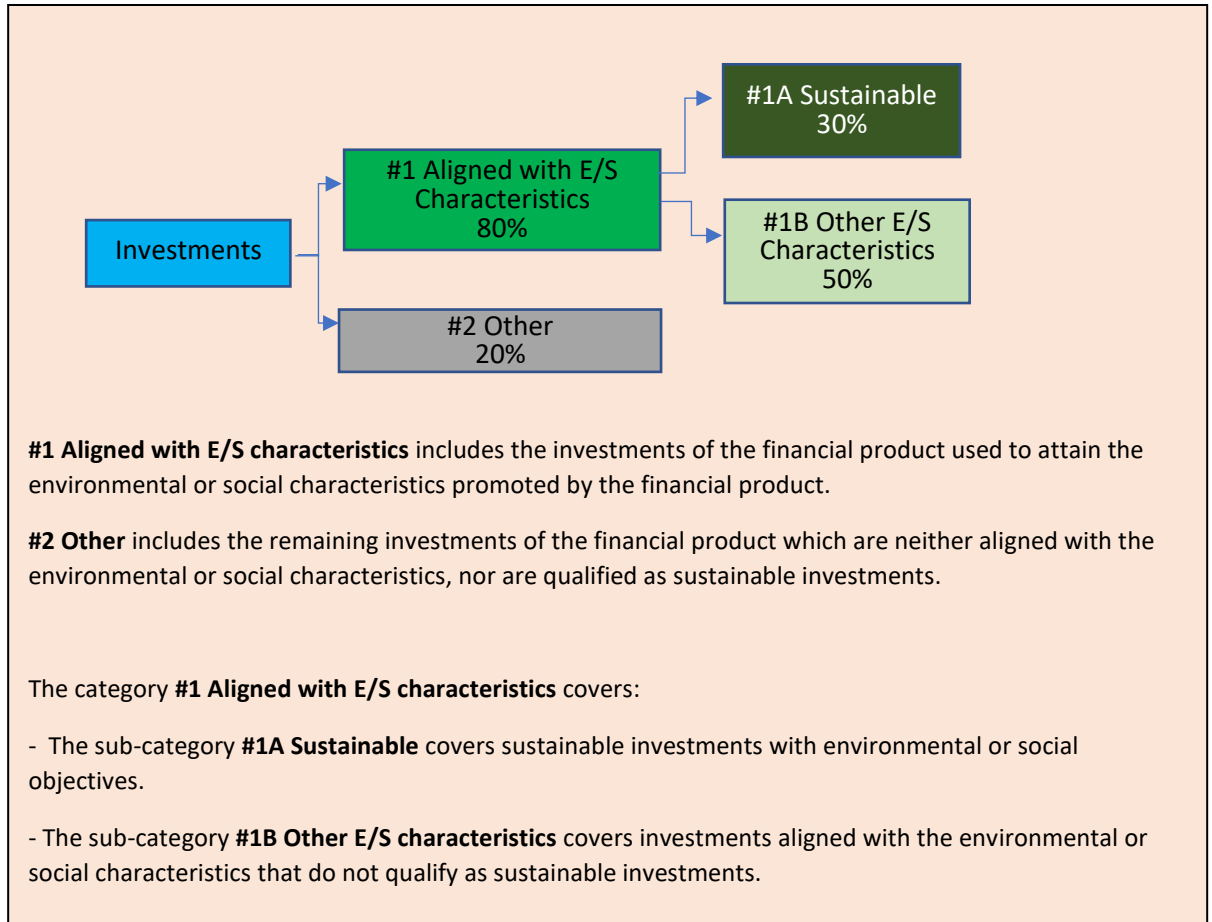 #1A Sustainable
30%
#1 Aligned with E/S
Characteristics
80%
#1B Other E/S
Characteristics
50%
Investments
#2 Other
20%
#1 Aligned with E/S characteristics includes the investments of the financial product used to attain the
environmental or social characteristics promoted by the financial product.
#2 Other includes the remaining investments of the financial product which are neither aligned with the
environmental or social characteristics, nor are qualified as sustainable investments.
The category #1 Aligned with E/S characteristics covers:
- The sub-category #1A Sustainable covers sustainable investments with environmental or social
objectives.
- The sub-category #1B Other E/S characteristics covers investments aligned with the environmental or
social characteristics that do not qualify as sustainable investments.